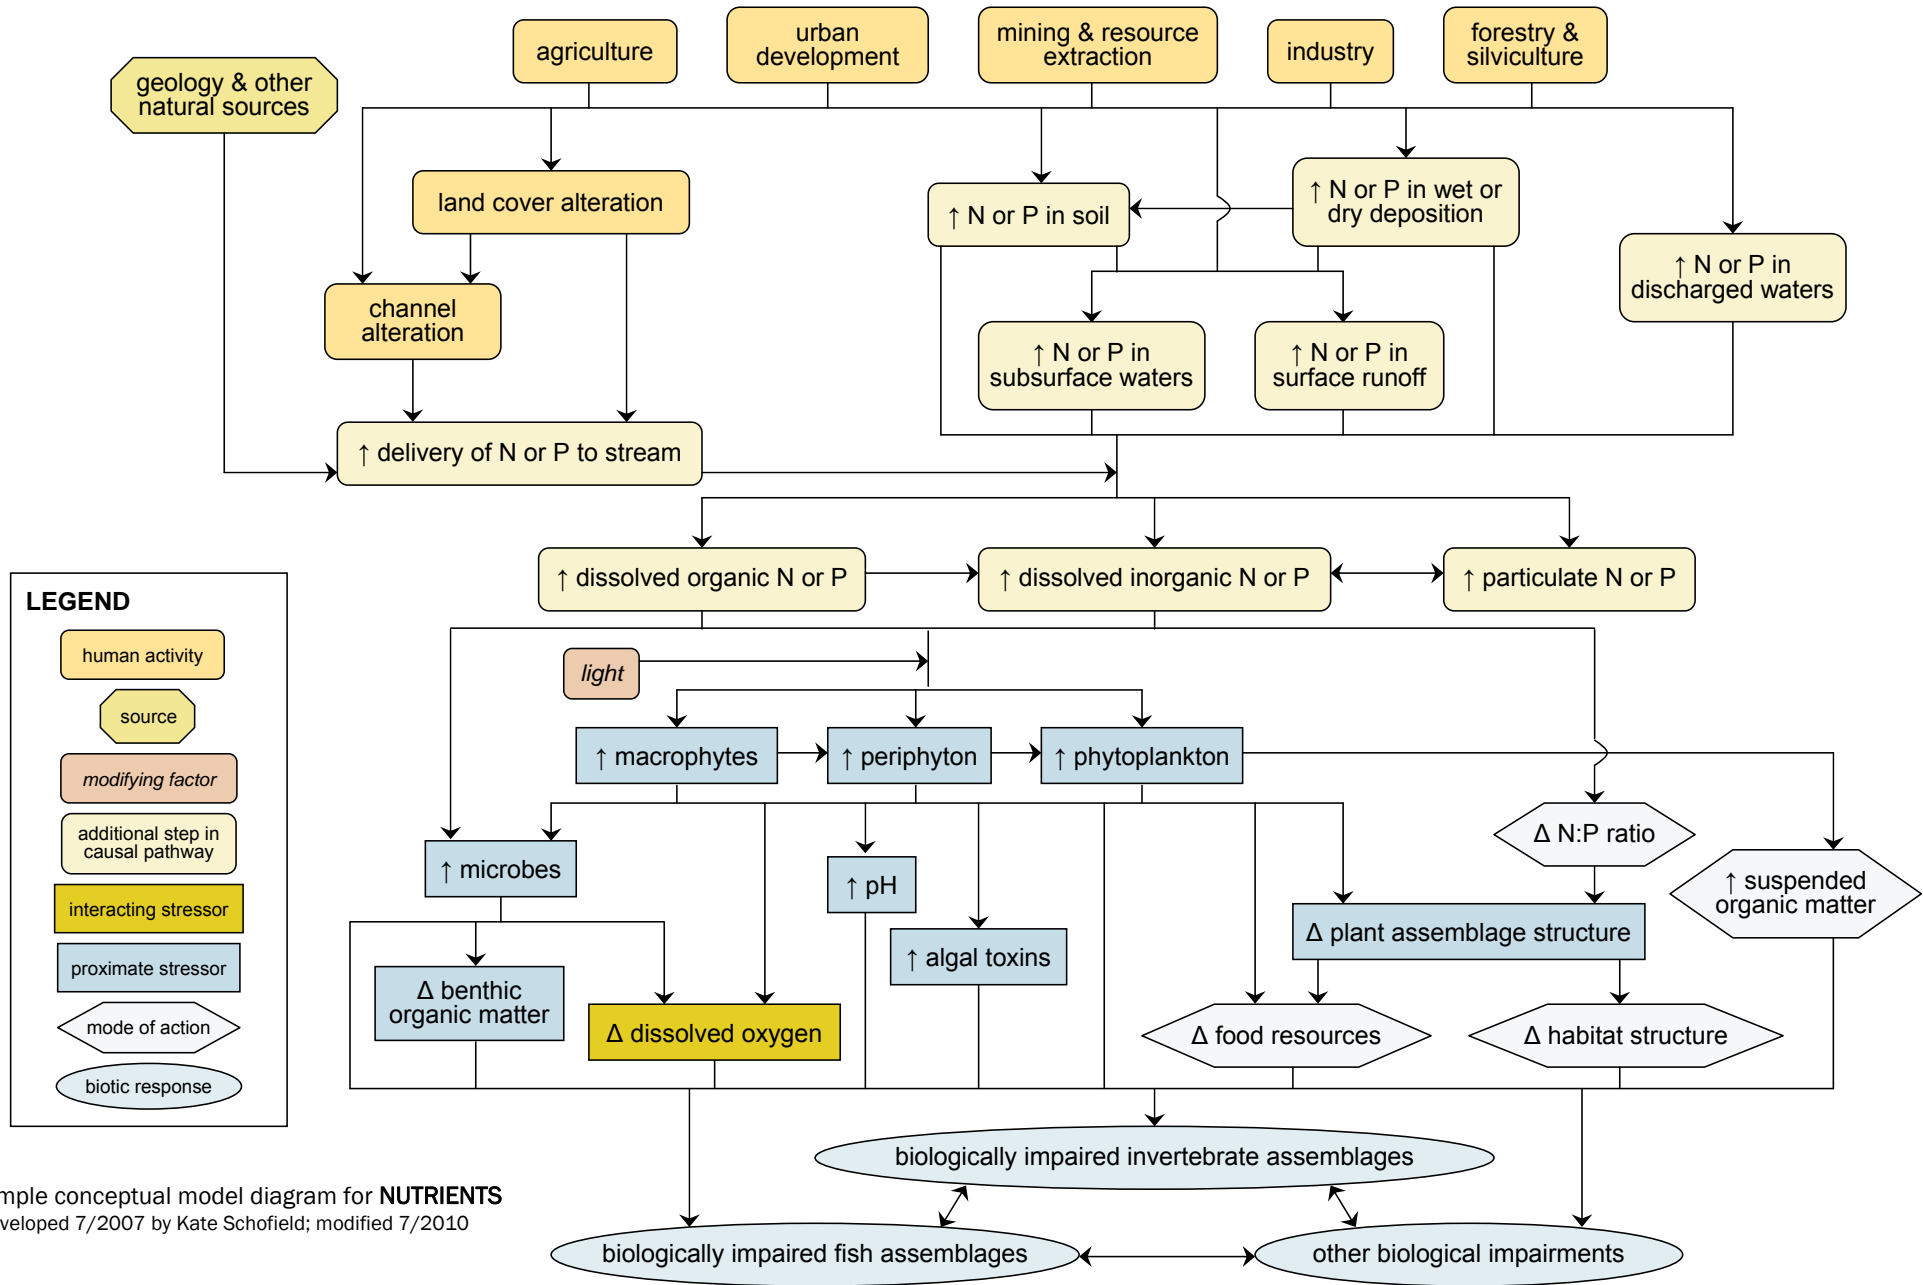 agriculture
urban
development
mining & resource
extraction
industry
forestry &
silviculture
geology & other
natural sources
land cover alteration
↑ N or P in soil
↑ N or P in wet or
dry deposition
↑ N or P in
discharged waters
channel
alteration
↑ N or P in
subsurface waters
↑ N or P in
surface runoff
↑ delivery of N or P to stream
↑ dissolved organic N or P
↑ dissolved inorganic N or P
↑ particulate N or P
light
↑ macrophytes
↑ periphyton
↑ phytoplankton
Δ N:P ratio
↑ microbes
↑ pH
↑ suspended
organic matter
Δ plant assemblage structure
↑ algal toxins
Δ benthic
organic matter
Δ dissolved oxygen
Δ food resources
Δ habitat structure
biologically impaired invertebrate assemblages
biologically impaired fish assemblages
other biological impairments
LEGEND
human activity
source
modifying factor
additional step in
causal pathway
interacting stressor
proximate stressor
mode of action
biotic response
mple conceptual model diagram for NUTRIENTS
veloped 7/2007 by Kate Schofield; modified 7/2010